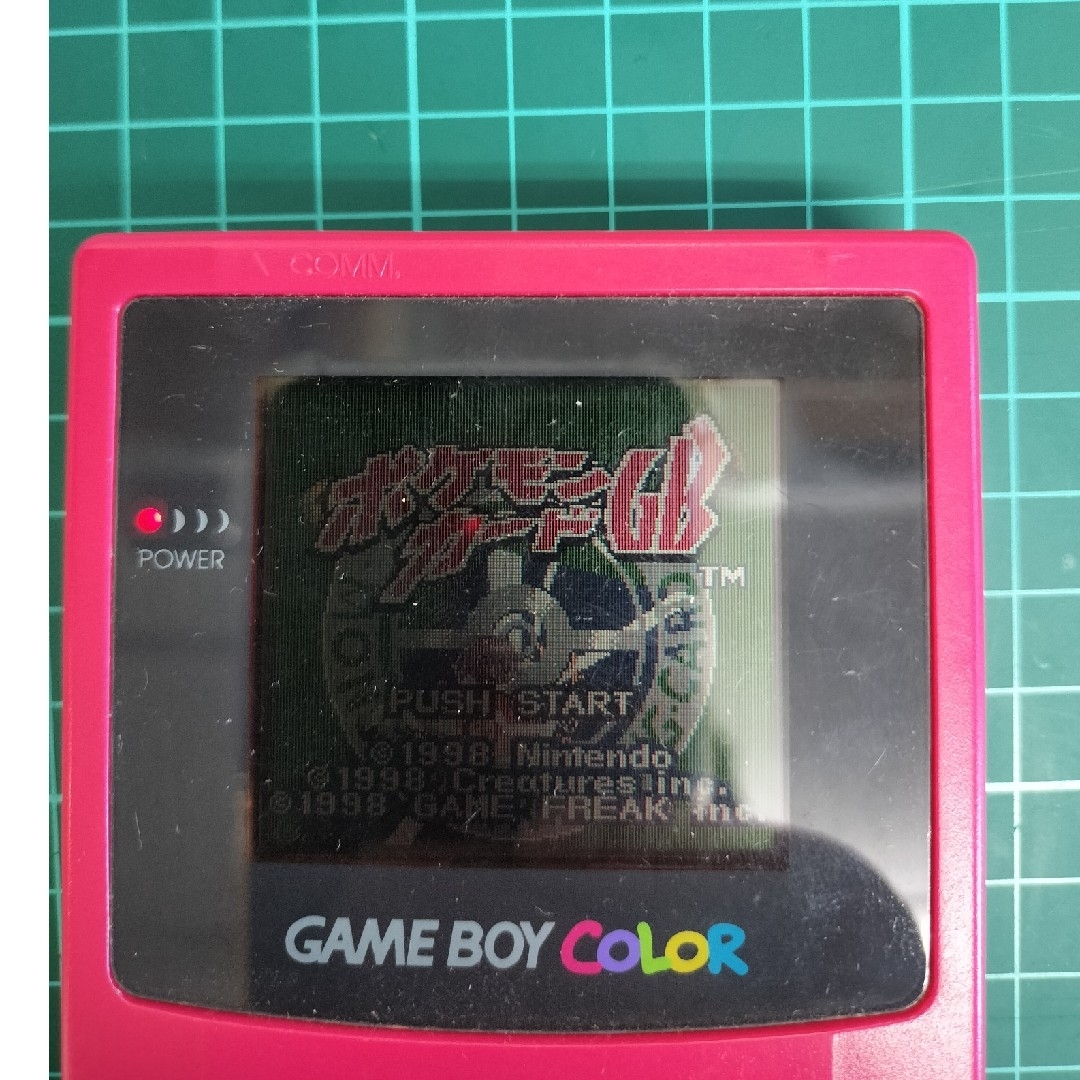 COMM.
ポケモン
カードGB
TM
POWER
PUSH START
©1998 Nintendo
©1998 Creatures inc.
©1998 GAME FREAK inc.
GAME BOY COLOR